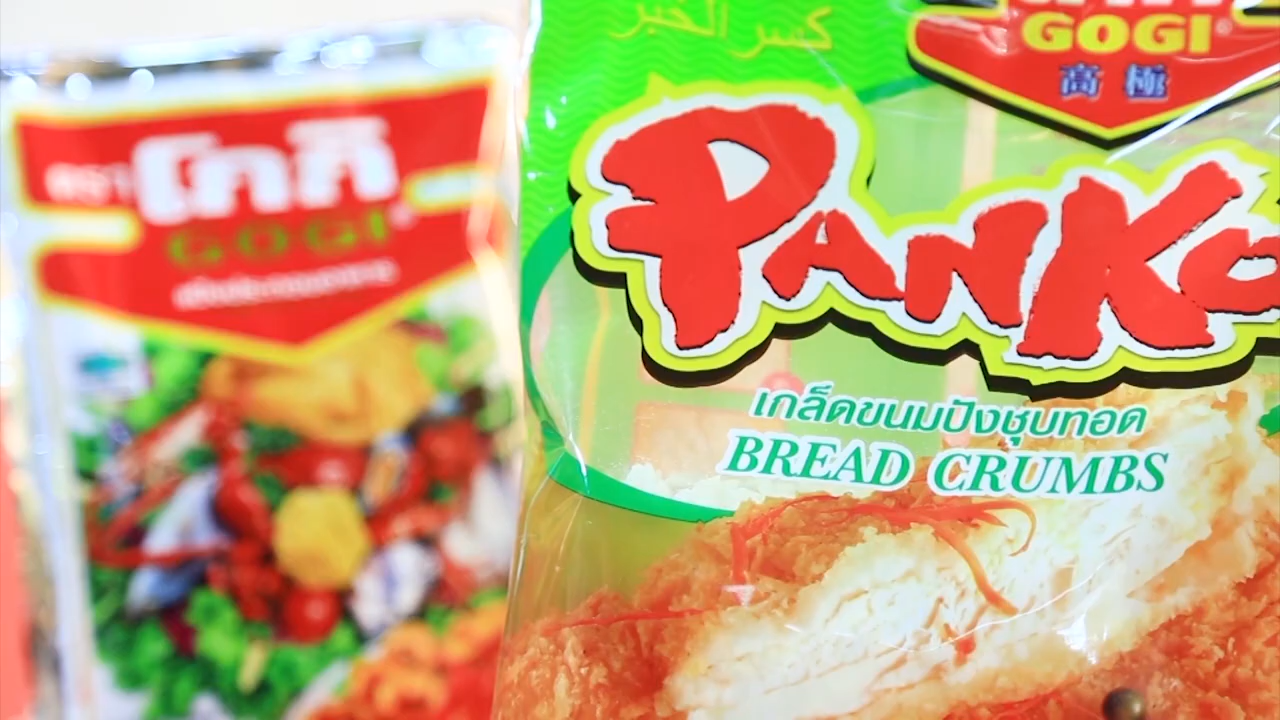 ตรา โกกิ
GOGI
كسر الخبز
GOGI®
高極
PANKO
เกล็ดขนมปังชุบทอด
BREAD CRUMBS